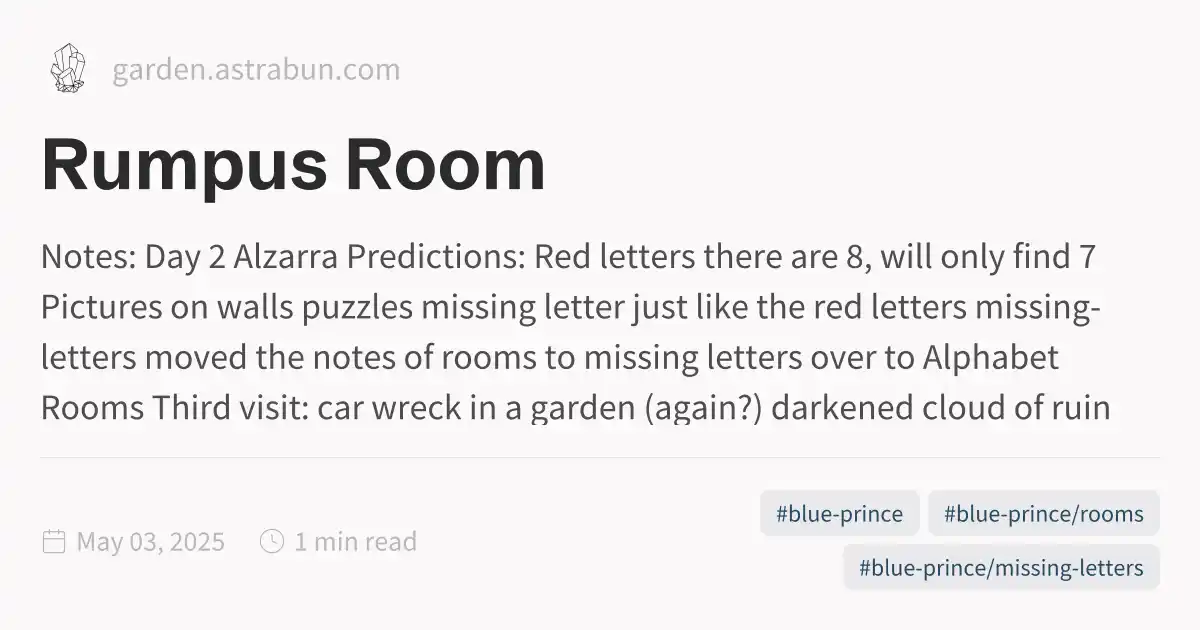 garden.astrabun.com
Rumpus Room
Notes: Day 2 Alzarra Predictions: Red letters there are 8, will only find 7
Pictures on walls puzzles missing letter just like the red letters missing-
letters moved the notes of rooms to missing letters over to Alphabet
Rooms Third visit: car wreck in a garden (again?) darkened cloud of ruin
May 03, 2025
1 min read
#blue-prince
#blue-prince/rooms
#blue-prince/missing-letters